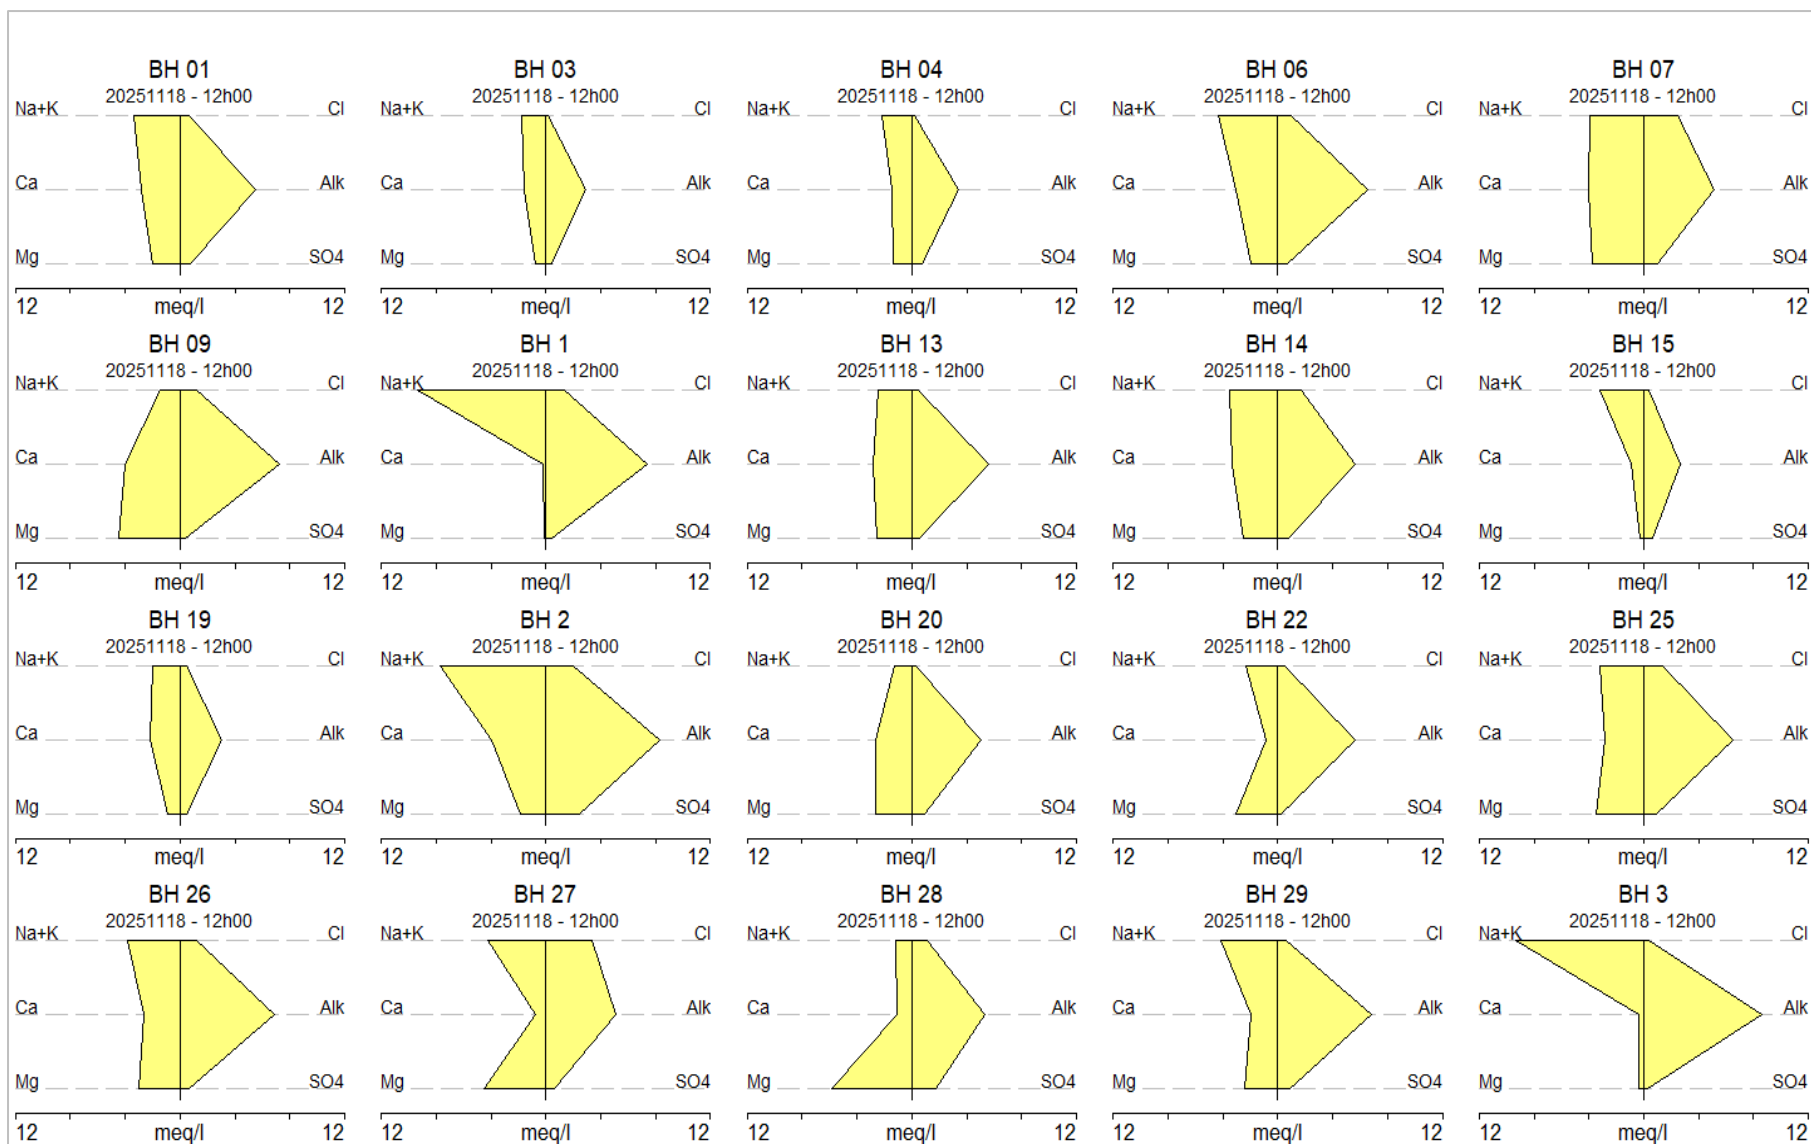 BH 01 BH 03 BH 04 BH 06 BH 07
20251118 - 12h00 20251118 - 12h00 20251118 - 12h00 20251118 - 12h00 20251118 - 12h00
Na+K Cl Na+K Cl Na+K Cl Na+K Cl Na+K Cl
Ca Alk Ca Alk Ca Alk Ca Alk Ca Alk
Mg SO4 Mg SO4 Mg SO4 Mg SO4 Mg SO4
12 meq/l 12 12 meq/l 12 12 meq/l 12 12 meq/l 12 12 meq/l 12
BH 09 BH 1 BH 13 BH 14 BH 15
20251118 - 12h00 20251118 - 12h00 20251118 - 12h00 20251118 - 12h00 20251118 - 12h00
Na+K Cl Na+K Cl Na+K Cl Na+K Cl Na+K Cl
Ca Alk Ca Alk Ca Alk Ca Alk Ca Alk
Mg SO4 Mg SO4 Mg SO4 Mg SO4 Mg SO4
12 meq/l 12 12 meq/l 12 12 meq/l 12 12 meq/l 12 12 meq/l 12
BH 19 BH 2 BH 20 BH 22 BH 25
20251118 - 12h00 20251118 - 12h00 20251118 - 12h00 20251118 - 12h00 20251118 - 12h00
Na+K Cl Na+K Cl Na+K Cl Na+K Cl Na+K Cl
Ca Alk Ca Alk Ca Alk Ca Alk Ca Alk
Mg SO4 Mg SO4 Mg SO4 Mg SO4 Mg SO4
12 meq/l 12 12 meq/l 12 12 meq/l 12 12 meq/l 12 12 meq/l 12
BH 26 BH 27 BH 28 BH 29 BH 3
20251118 - 12h00 20251118 - 12h00 20251118 - 12h00 20251118 - 12h00 20251118 - 12h00
Na+K Cl Na+K Cl Na+K Cl Na+K Cl Na+K Cl
Ca Alk Ca Alk Ca Alk Ca Alk Ca Alk
Mg SO4 Mg SO4 Mg SO4 Mg SO4 Mg SO4
12 meq/l 12 12 meq/l 12 12 meq/l 12 12 meq/l 12 12 meq/l 12